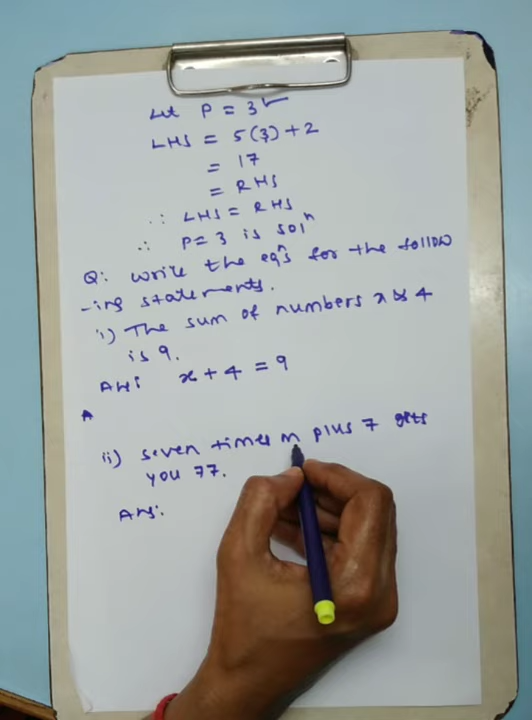 Let P = 3 ✓
LHS = 5(3) + 2
= 17
= RHS
∴ LHS = RHS
∴ P = 3 is solⁿ
Q: Write the eqⁿs for the follow
-ing statements.
i) The sum of numbers x & 4
is 9.
Ans: x + 4 = 9
A
ii) Seven times m plus 7 gets
you 77.
Ans: